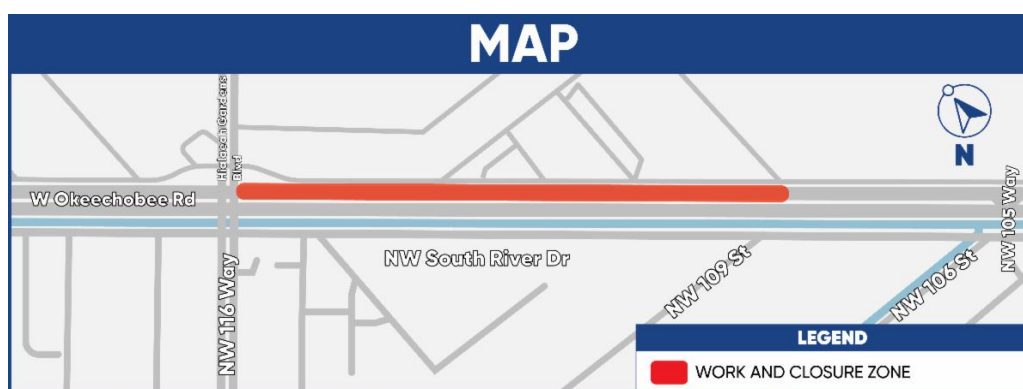 MAP
Hialaeah Gardens
Blvd
W Okeechobee Rd
N
NW 105 Way
NW South River Dr
NW 116 Way
NW 109 St
NW 106 St
LEGEND
WORK AND CLOSURE ZONE